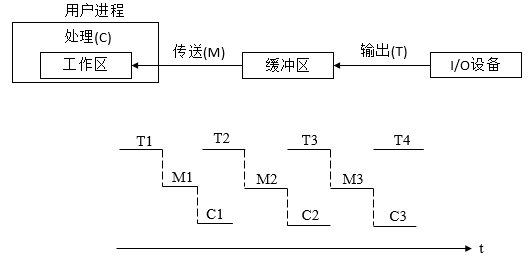 用户进程
处理(C)
工作区
传送(M)
缓冲区
输出(T)
I/O设备
T1 T2 T3 T4
M1 M2 M3
C1 C2 C3
t